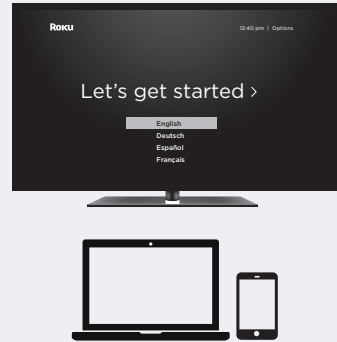 Roku
12:40 pm | Options
Let's get started >
English
Deutsch
Español
Français